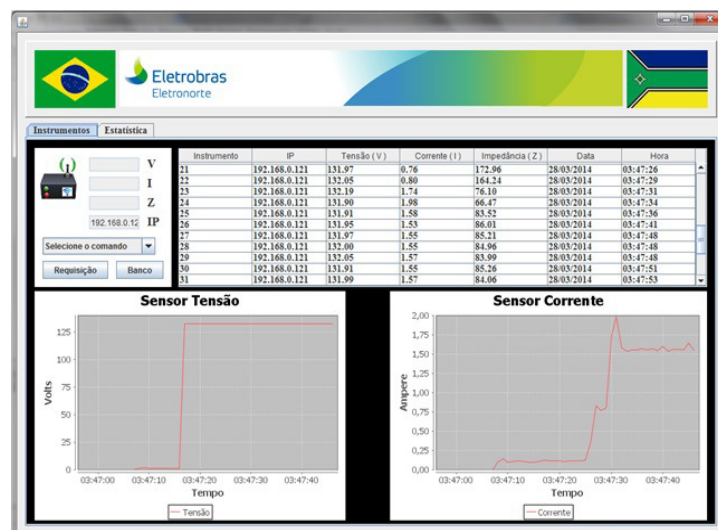 Eletrobras
Eletronorte
Instrumentos Estatística
V
I
Z
192.168.0.12 IP
Selecione o comando
Requisição Banco
Instrumento IP Tensão ( V ) Corrente ( I ) Impedância ( Z ) Data Hora
21 192.168.0.121 131.97 0.76 172.96 28/03/2014 03:47:26
22 192.168.0.121 132.05 0.80 164.24 28/03/2014 03:47:29
23 192.168.0.121 132.19 1.74 76.10 28/03/2014 03:47:31
24 192.168.0.121 131.90 1.98 66.47 28/03/2014 03:47:34
25 192.168.0.121 131.91 1.58 83.52 28/03/2014 03:47:36
26 192.168.0.121 131.95 1.53 86.01 28/03/2014 03:47:41
27 192.168.0.121 131.97 1.55 85.21 28/03/2014 03:47:48
28 192.168.0.121 132.00 1.55 84.96 28/03/2014 03:47:48
29 192.168.0.121 132.05 1.57 83.99 28/03/2014 03:47:48
30 192.168.0.121 131.91 1.55 85.26 28/03/2014 03:47:51
31 192.168.0.121 131.99 1.57 84.06 28/03/2014 03:47:53
Sensor Tensão
Volts
125
100
75
50
25
0
03:47:00 03:47:10 03:47:20 03:47:30 03:47:40
Tempo
Tensão
Sensor Corrente
Ampere
2,00
1,75
1,50
1,25
1,00
0,75
0,50
0,25
0,00
03:47:00 03:47:10 03:47:20 03:47:30 03:47:40
Tempo
Corrente